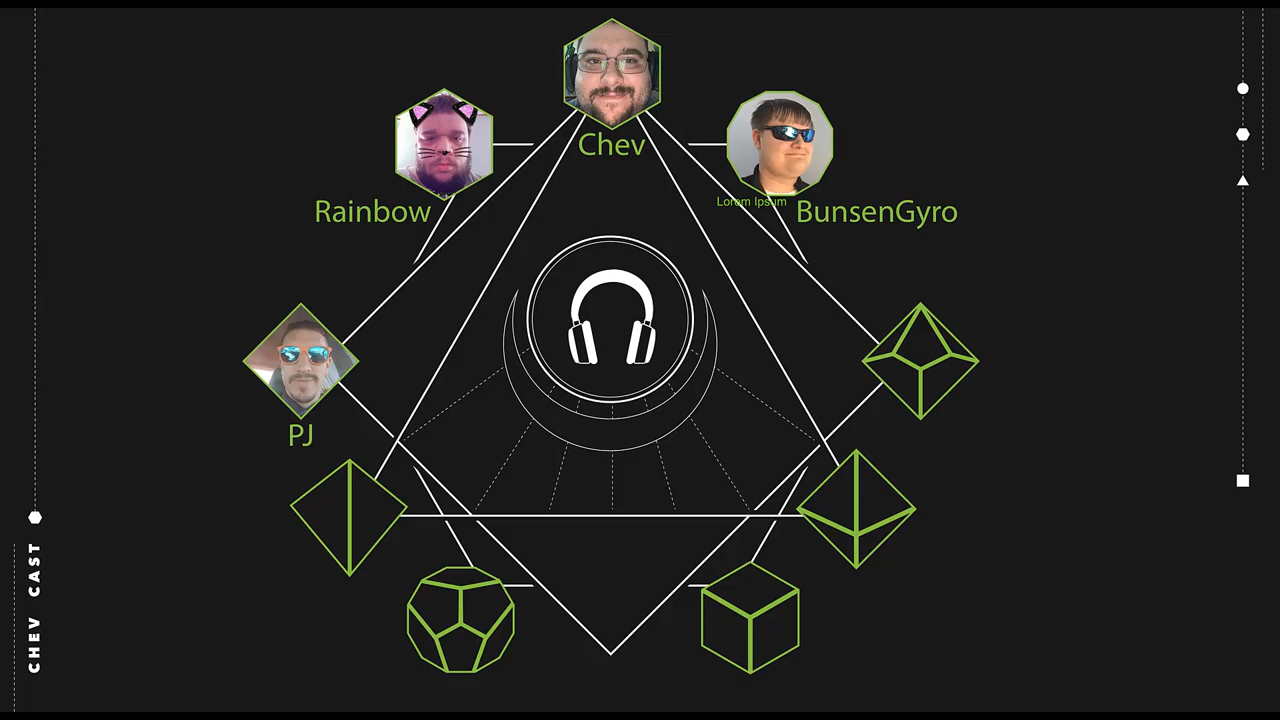 Chev
Rainbow
Lorem Ipsum
BunsenGyro
PJ
CHEV CAST